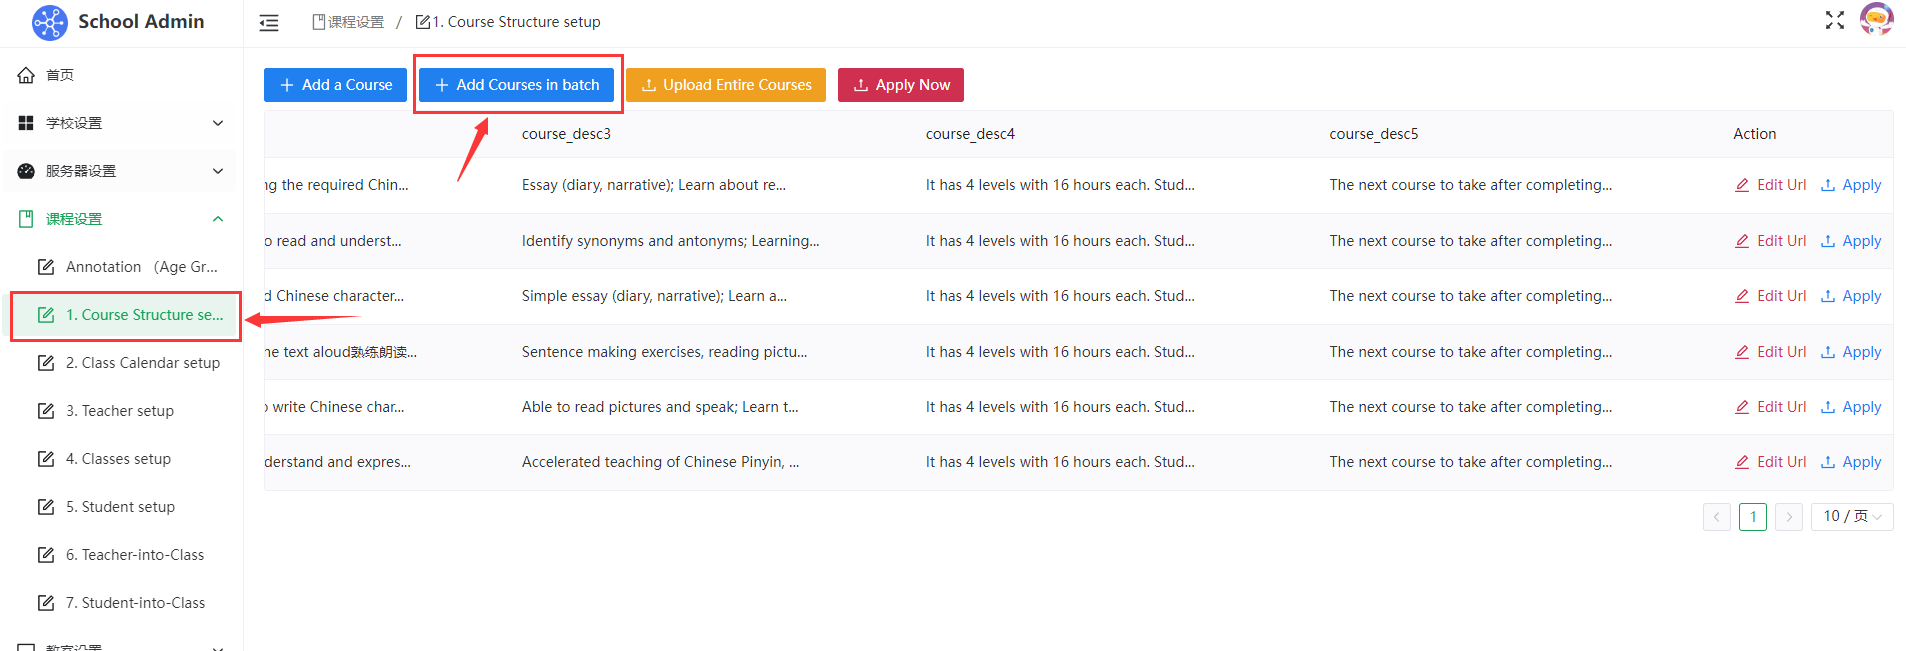 School Admin
课程设置 / 1. Course Structure setup
首页
学校设置
服务器设置
课程设置
Annotation （Age Gr...
1. Course Structure se...
2. Class Calendar setup
3. Teacher setup
4. Classes setup
5. Student setup
6. Teacher-into-Class
7. Student-into-Class
教室设置
+ Add a Course
+ Add Courses in batch
Upload Entire Courses
Apply Now
course_desc3 course_desc4 course_desc5 Action
ng the required Chin... Essay (diary, narrative); Learn about re... It has 4 levels with 16 hours each. Stud... The next course to take after completing... Edit Url Apply
o read and underst... Identify synonyms and antonyms; Learning... It has 4 levels with 16 hours each. Stud... The next course to take after completing... Edit Url Apply
d Chinese character... Simple essay (diary, narrative); Learn a... It has 4 levels with 16 hours each. Stud... The next course to take after completing... Edit Url Apply
he text aloud熟练朗读... Sentence making exercises, reading pictu... It has 4 levels with 16 hours each. Stud... The next course to take after completing... Edit Url Apply
o write Chinese char... Able to read pictures and speak; Learn t... It has 4 levels with 16 hours each. Stud... The next course to take after completing... Edit Url Apply
derstand and expres... Accelerated teaching of Chinese Pinyin, ... It has 4 levels with 16 hours each. Stud... The next course to take after completing... Edit Url Apply
< 1 > 10 / 页